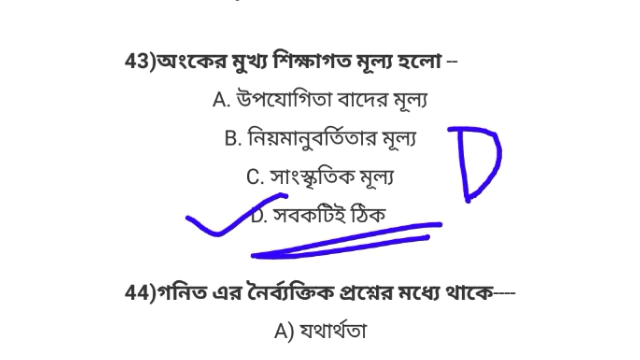 43)অংকের মুখ্য শিক্ষাগত মূল্য হলো --
A. উপযোগিতা বাদের মূল্য
B. নিয়মানুবর্তিতার মূল্য
C. সাংস্কৃতিক মূল্য
D. সবকটিই ঠিক
D
44)গনিত এর নৈর্ব্যক্তিক প্রশ্নের মধ্যে থাকে----
A) যথার্থতা